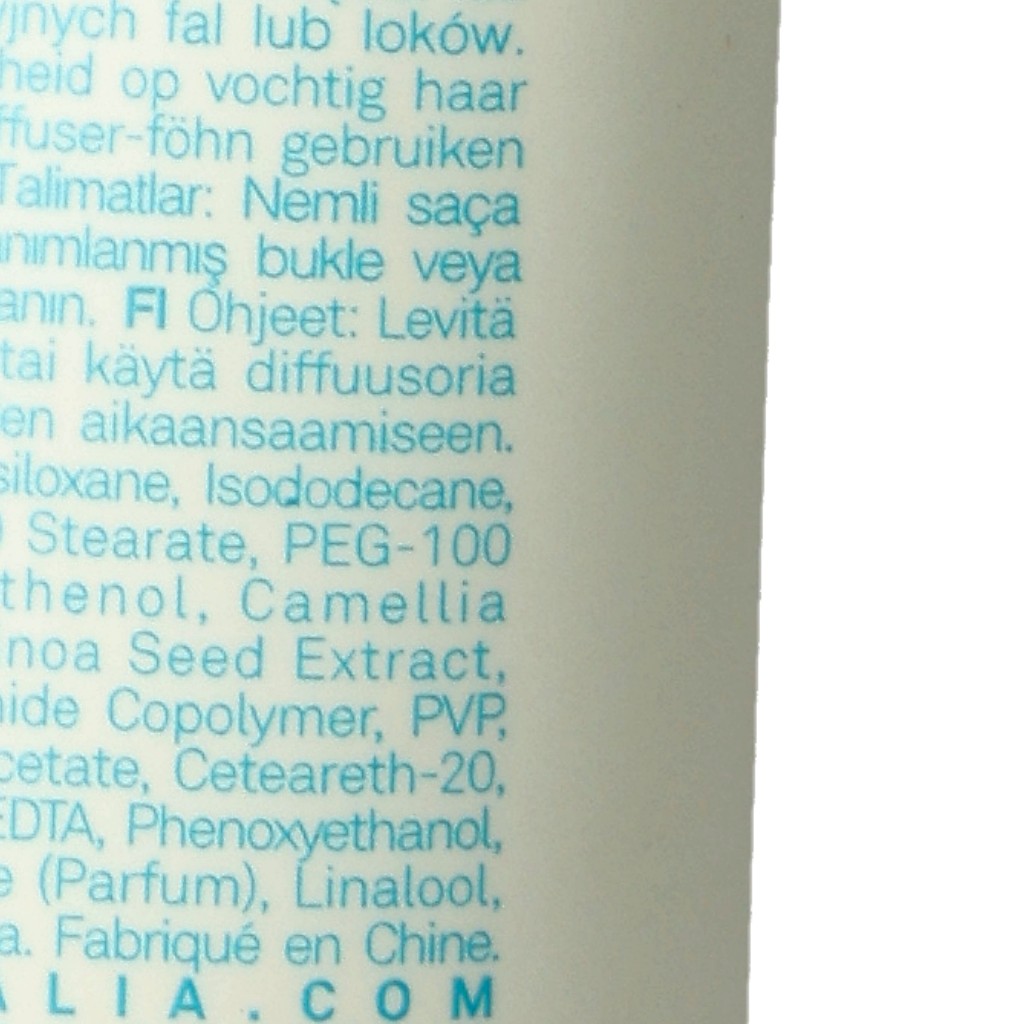 yjnych fal lub loków.
heid op vochtig haar
ffuser-föhn gebruiken
Talimatlar: Nemli saça
anımlanmış bukle veya
anın. FI Ohjeet: Levitä
tai käytä diffuusoria
en aikaansaamiseen.
siloxane, Isododecane,
) Stearate, PEG-100
thenol, Camellia
noa Seed Extract,
ide Copolymer, PVP,
cetate, Ceteareth-20,
EDTA, Phenoxyethanol,
e (Parfum), Linalool,
a. Fabriqué en Chine.
ALIA.COM